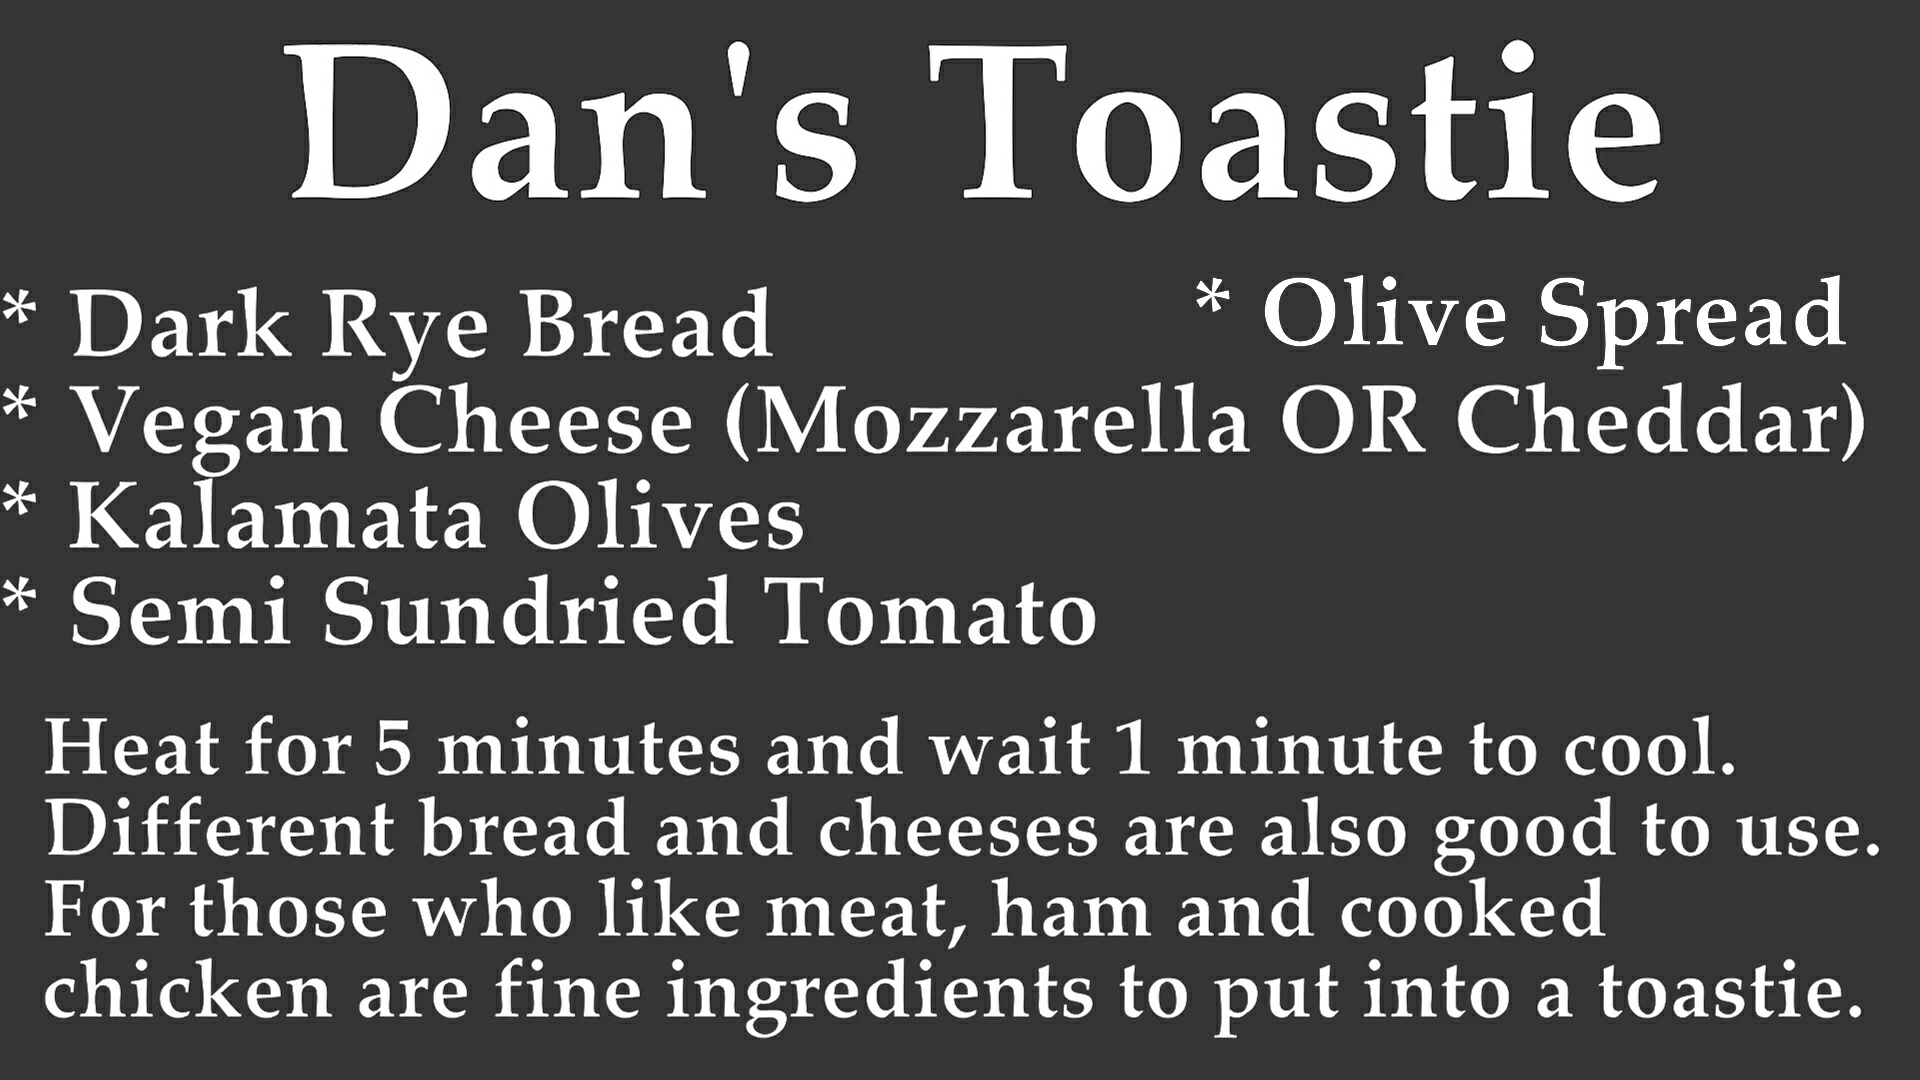 Dan's Toastie
* Dark Rye Bread
* Olive Spread
* Vegan Cheese (Mozzarella OR Cheddar)
* Kalamata Olives
* Semi Sundried Tomato
Heat for 5 minutes and wait 1 minute to cool.
Different bread and cheeses are also good to use.
For those who like meat, ham and cooked
chicken are fine ingredients to put into a toastie.